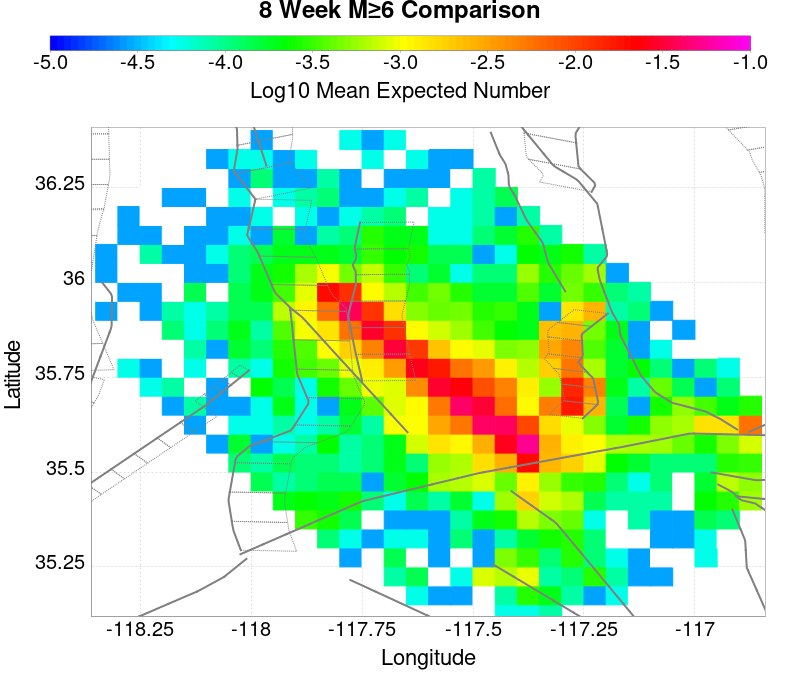 8 Week M≥6 Comparison
-5.0 -4.5 -4.0 -3.5 -3.0 -2.5 -2.0 -1.5 -1.0
Log10 Mean Expected Number
36.25
36
35.75
35.5
35.25
Latitude
-118.25 -118 -117.75 -117.5 -117.25 -117
Longitude